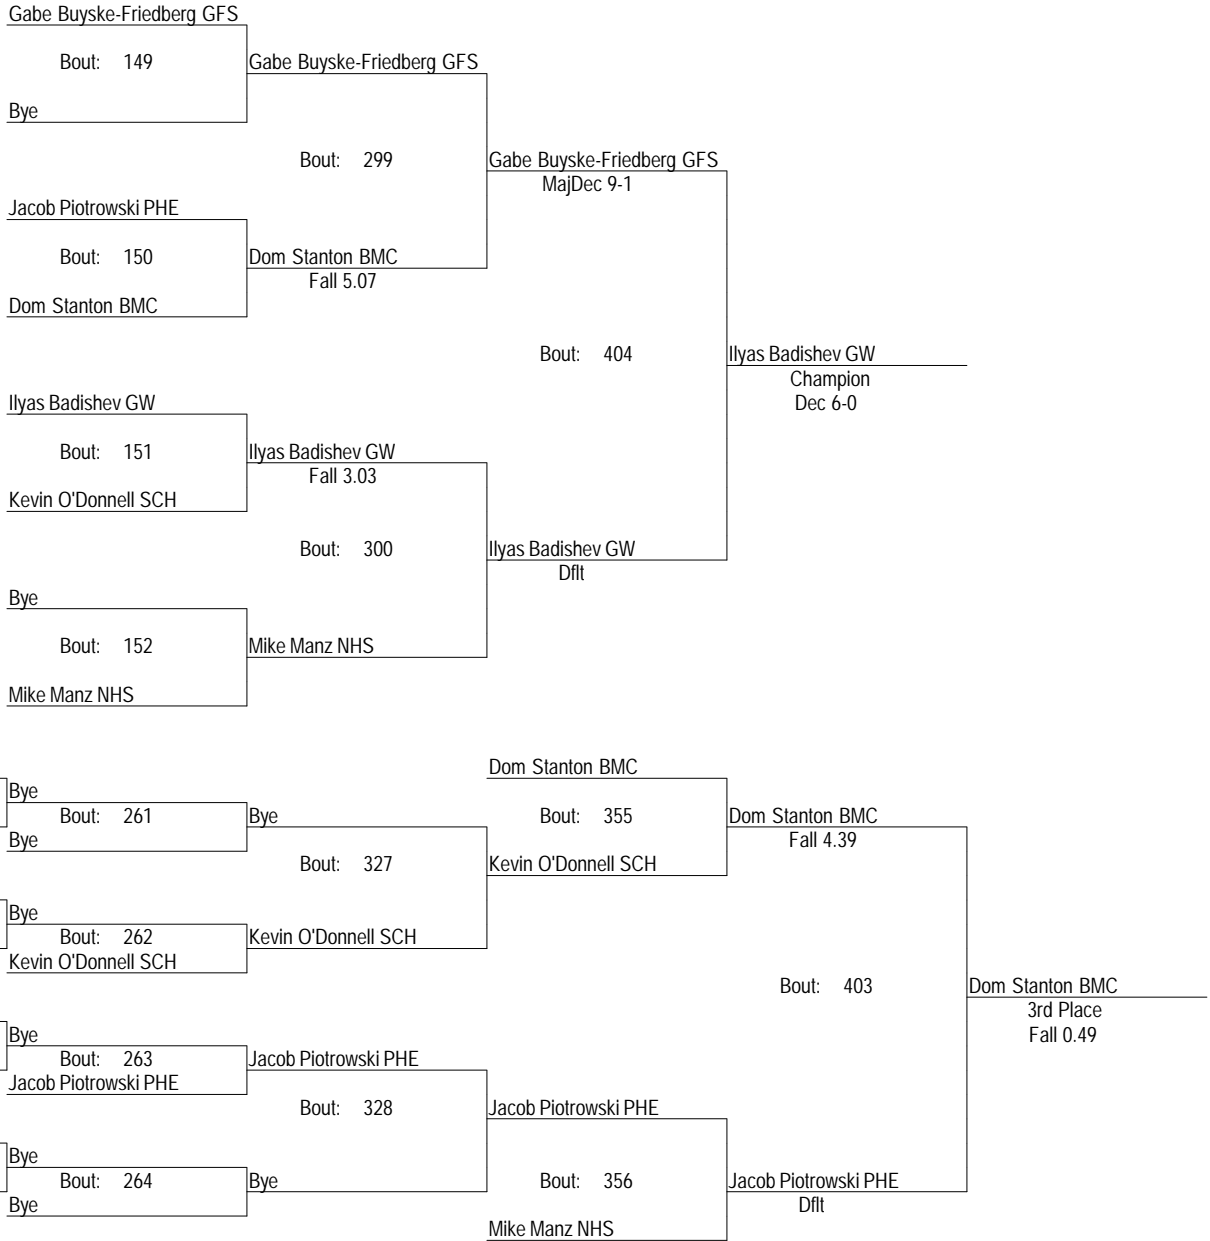 Gabe Buyske-Friedberg GFS
Bout: 149
Gabe Buyske-Friedberg GFS
Bye
Bout: 299
Gabe Buyske-Friedberg GFS
MajDec 9-1
Jacob Piotrowski PHE
Bout: 150
Dom Stanton BMC
Fall 5.07
Dom Stanton BMC
Bout: 404
Ilyas Badishev GW
Champion
Dec 6-0
Ilyas Badishev GW
Bout: 151
Ilyas Badishev GW
Fall 3.03
Kevin O'Donnell SCH
Bout: 300
Ilyas Badishev GW
Dflt
Bye
Bout: 152
Mike Manz NHS
Mike Manz NHS
Dom Stanton BMC
Bye
Bout: 261
Bye
Bout: 355
Dom Stanton BMC
Fall 4.39
Bye
Bout: 327
Kevin O'Donnell SCH
Bye
Bout: 262
Kevin O'Donnell SCH
Kevin O'Donnell SCH
Bout: 403
Dom Stanton BMC
3rd Place
Fall 0.49
Bye
Bout: 263
Jacob Piotrowski PHE
Jacob Piotrowski PHE
Bout: 328
Jacob Piotrowski PHE
Bye
Bout: 264
Bye
Bout: 356
Jacob Piotrowski PHE
Dflt
Bye
Mike Manz NHS